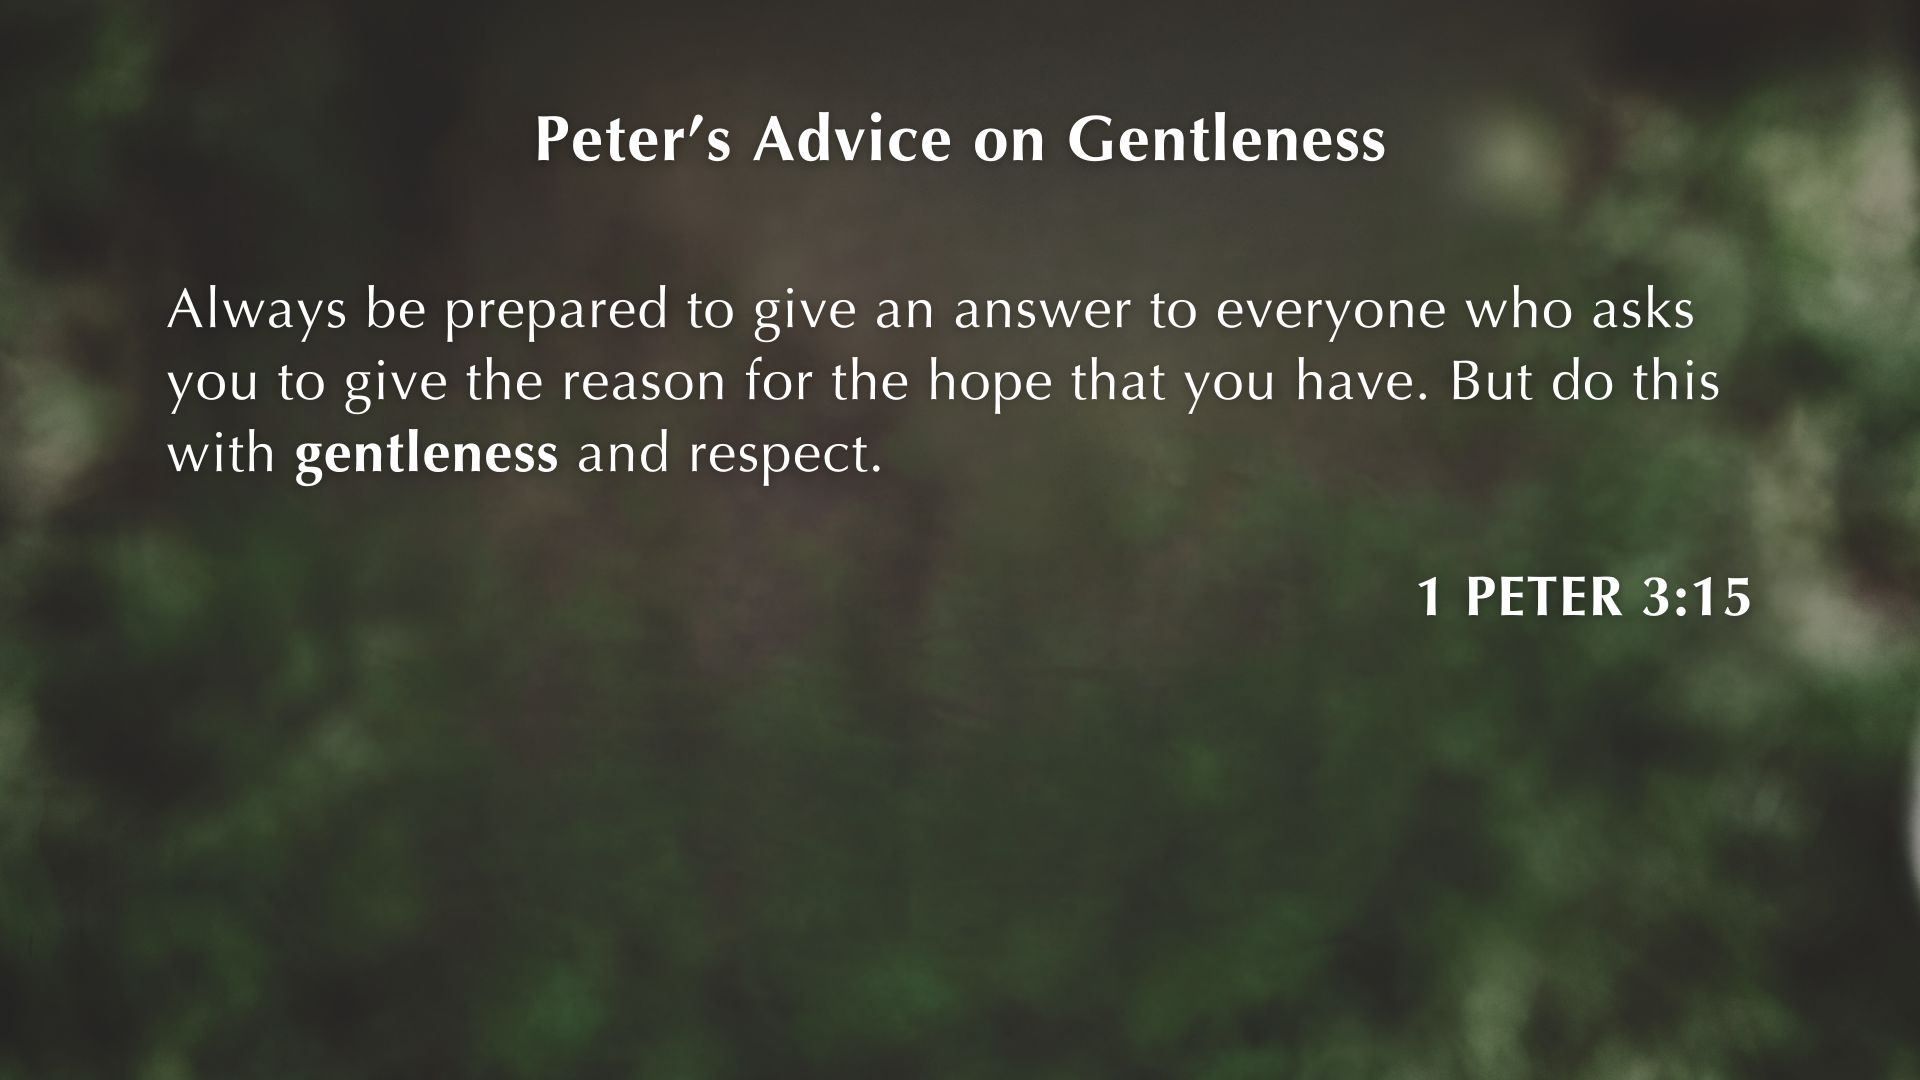 Peter’s Advice on Gentleness
Always be prepared to give an answer to everyone who asks
you to give the reason for the hope that you have. But do this
with gentleness and respect.
1 PETER 3:15